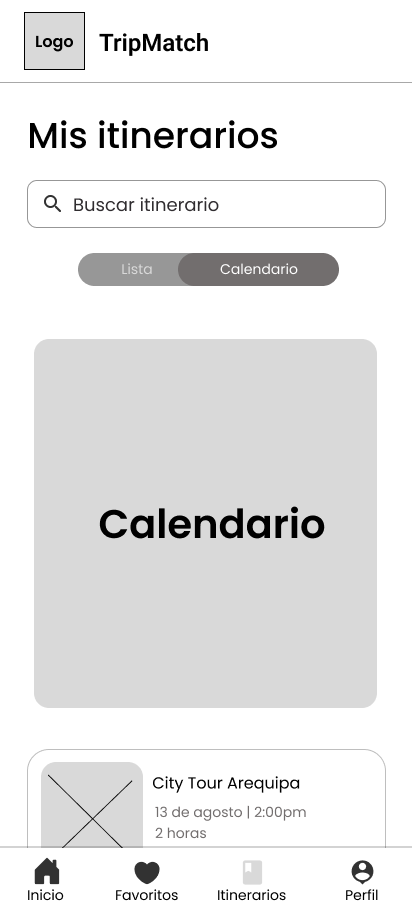 Logo
TripMatch
Mis itinerarios
Buscar itinerario
Lista
Calendario
Calendario
City Tour Arequipa
13 de agosto | 2:00pm
2 horas
Inicio
Favoritos
Itinerarios
Perfil